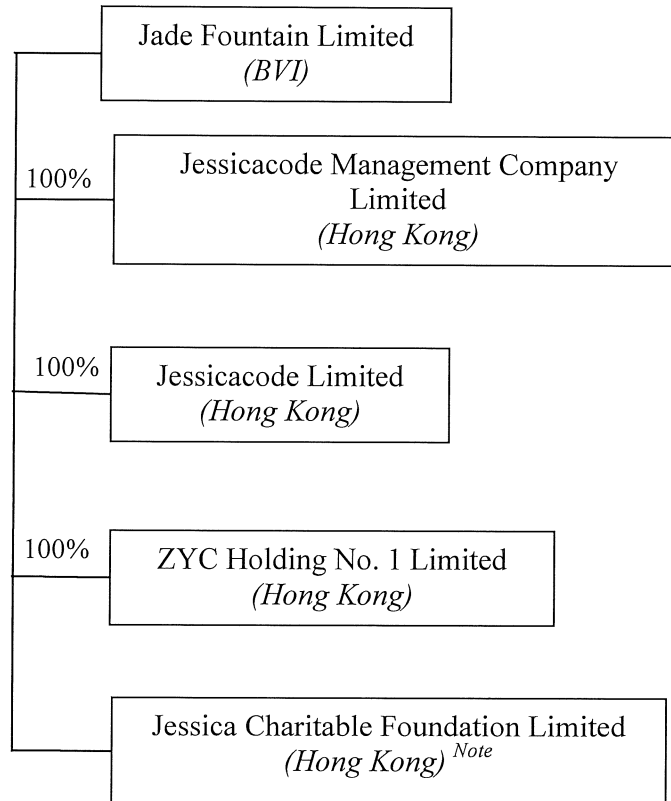 Jade Fountain Limited
(BVI)
100%
Jessicacode Management Company
Limited
(Hong Kong)
100%
Jessicacode Limited
(Hong Kong)
100%
ZYC Holding No. 1 Limited
(Hong Kong)
Jessica Charitable Foundation Limited
(Hong Kong) Note